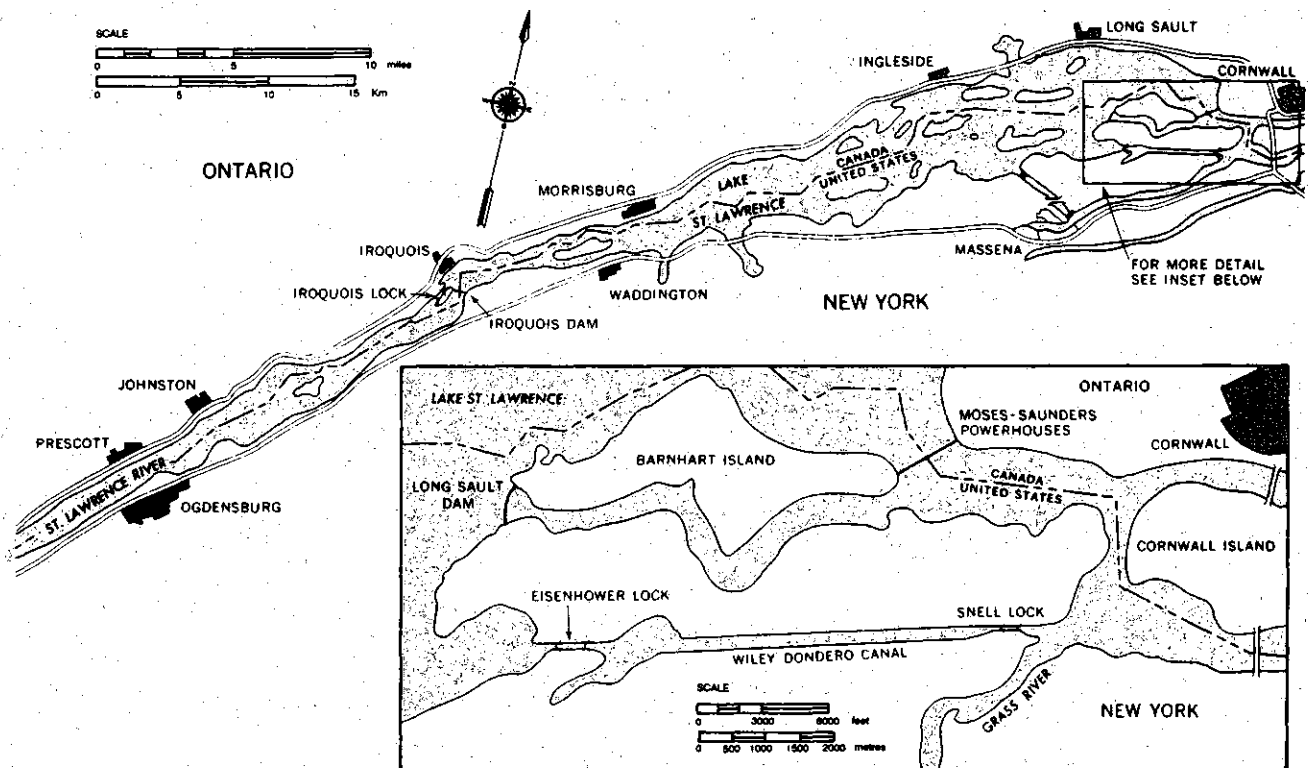 SCALE
0 5 10 miles
0 5 10 15 Km
ONTARIO
LONG SAULT
INGLESIDE
CORNWALL
MORRISBURG
LAKE
ST. LAWRENCE
CANADA
UNITED STATES
IROQUOIS
IROQUOIS LOCK
IROQUOIS DAM
WADDINGTON
MASSENA
NEW YORK
FOR MORE DETAIL
SEE INSET BELOW
JOHNSTON
PRESCOTT
ST. LAWRENCE RIVER
OGDENSBURG
LAKE ST. LAWRENCE
ONTARIO
MOSES-SAUNDERS
POWERHOUSES
CORNWALL
BARNHART ISLAND
LONG SAULT
DAM
CANADA
UNITED STATES
CORNWALL ISLAND
EISENHOWER LOCK
SNELL LOCK
WILEY DONDERO CANAL
GRASS RIVER
NEW YORK
SCALE
0 3000 6000 feet
0 500 1000 1500 2000 metres